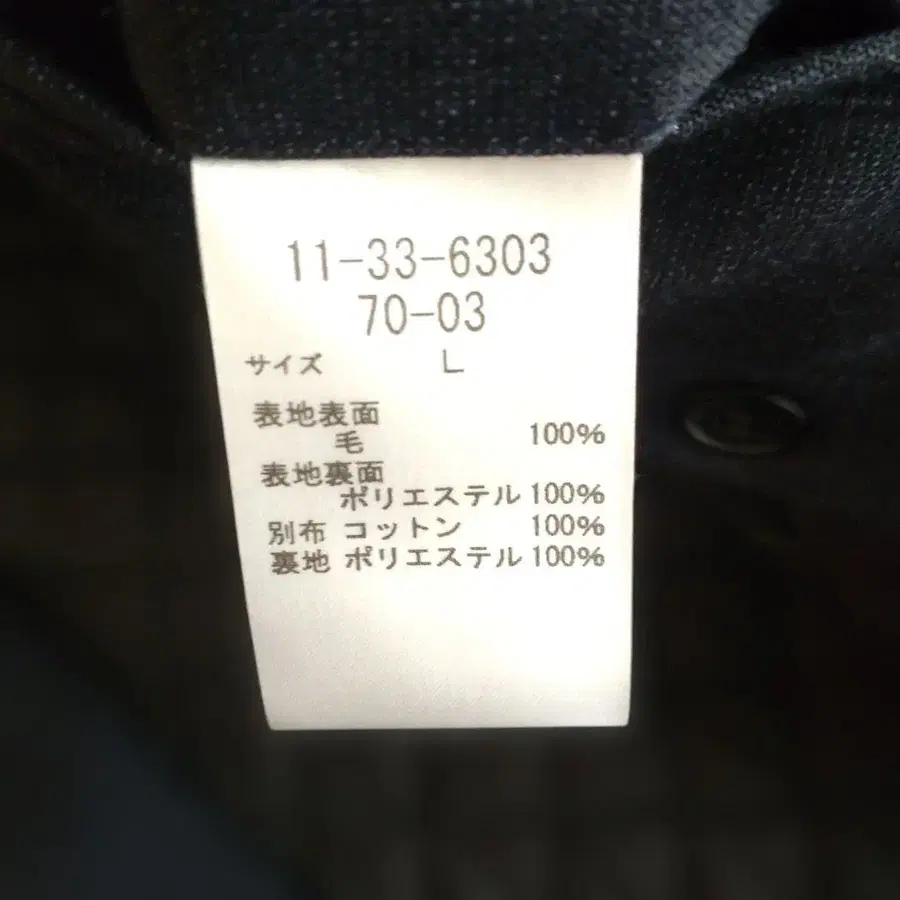 11-33-6303
70-03
サイズ L
表地表面
毛 100%
表地裏面
ポリエステル 100%
別布 コットン 100%
裏地 ポリエステル 100%